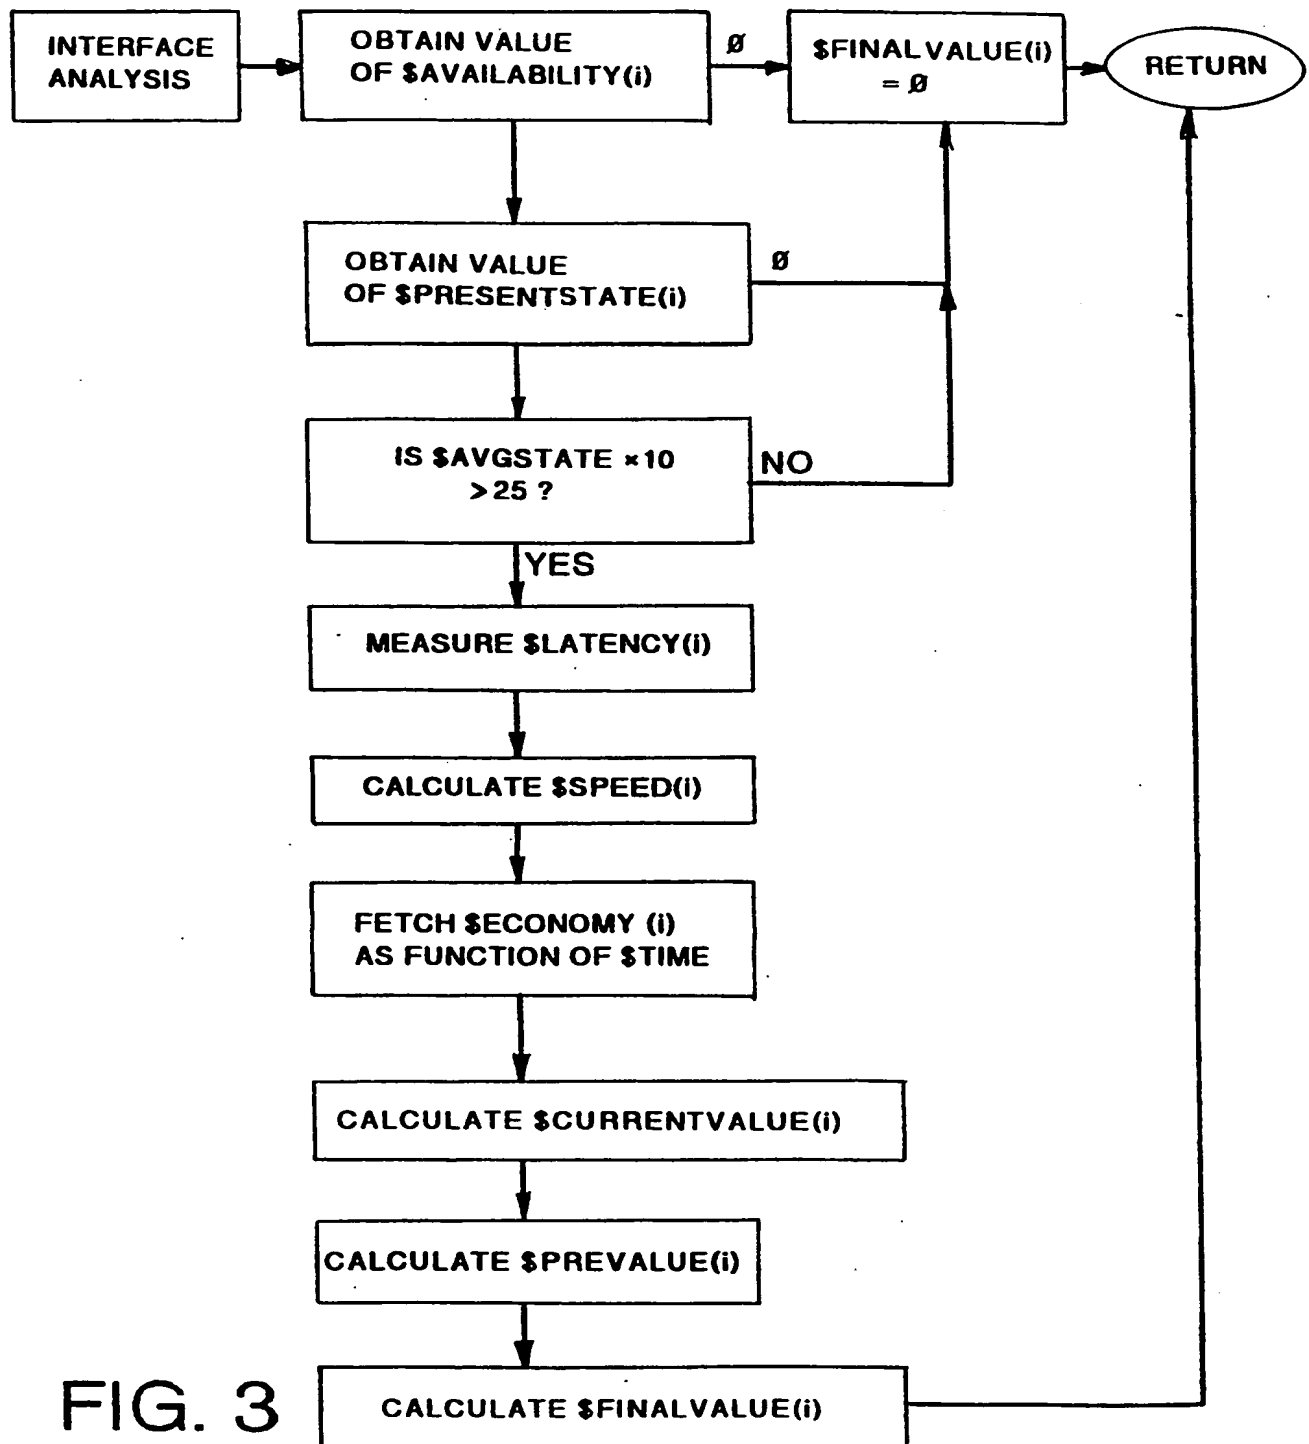 INTERFACE
ANALYSIS
OBTAIN VALUE
OF $AVAILABILITY(i)
Ø
$FINALVALUE(i)
= Ø
RETURN
OBTAIN VALUE
OF $PRESENTSTATE(i)
Ø
IS $AVGSTATE ×10
>25 ?
NO
YES
MEASURE $LATENCY(i)
CALCULATE $SPEED(i)
FETCH $ECONOMY (i)
AS FUNCTION OF $TIME
CALCULATE $CURRENTVALUE(i)
CALCULATE $PREVALUE(i)
CALCULATE $FINALVALUE(i)
FIG. 3